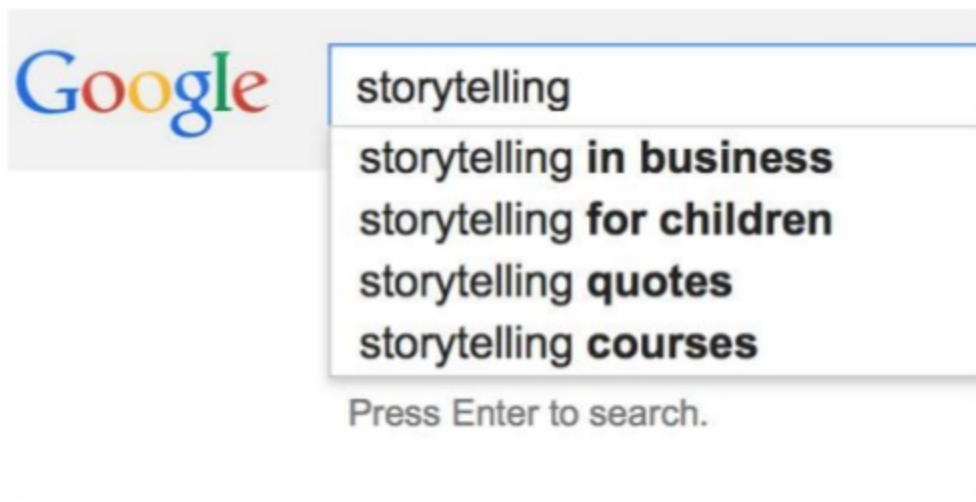 Google
storytelling
storytelling in business
storytelling for children
storytelling quotes
storytelling courses
Press Enter to search.